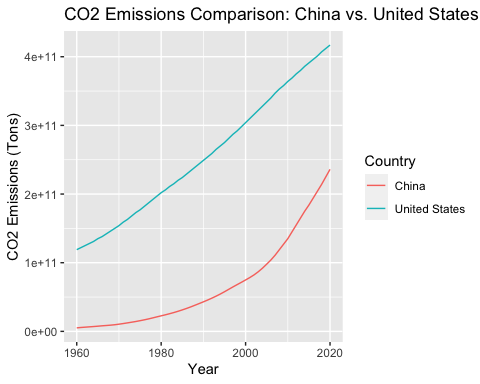 CO2 Emissions Comparison: China vs. United States
4e+11
3e+11
2e+11
1e+11
0e+00
CO2 Emissions (Tons)
1960
1980
2000
2020
Year
Country
China
United States